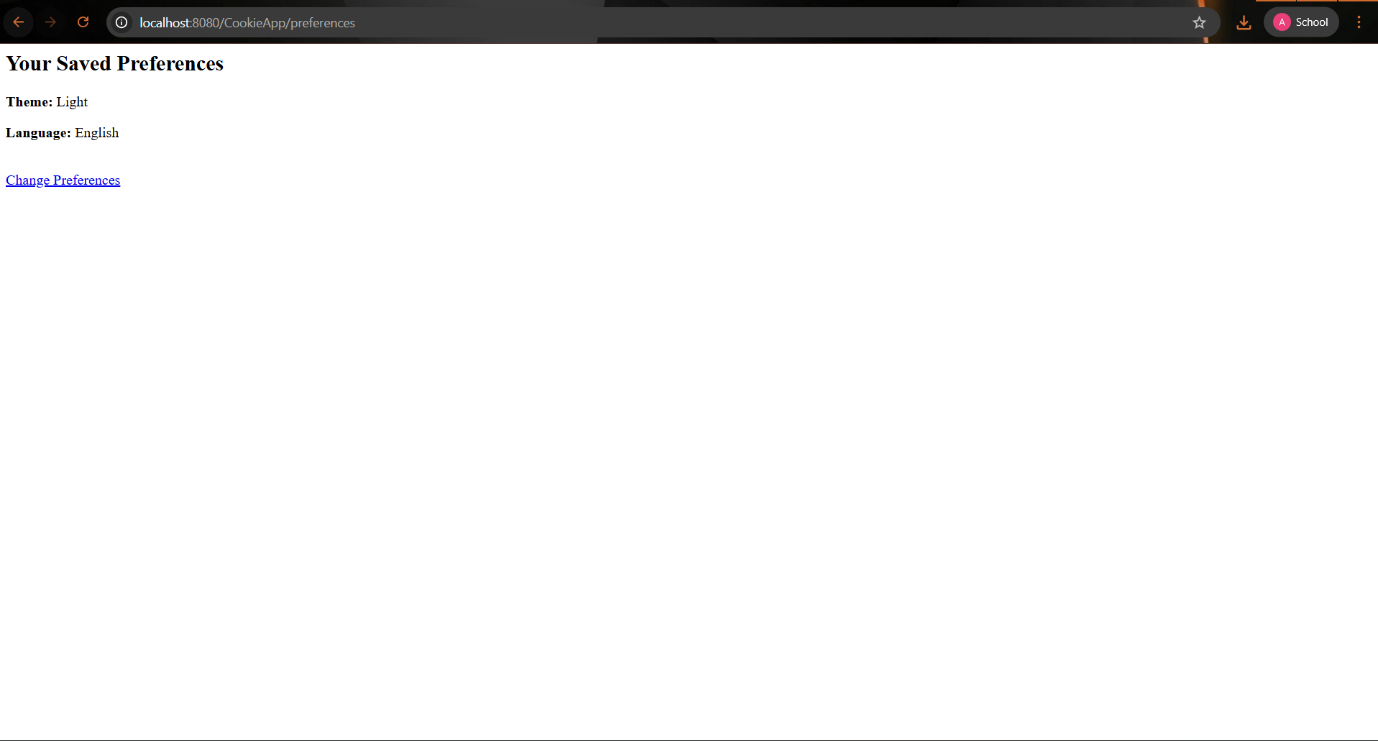 localhost:8080/CookieApp/preferences
A School
Your Saved Preferences
Theme: Light
Language: English
Change Preferences